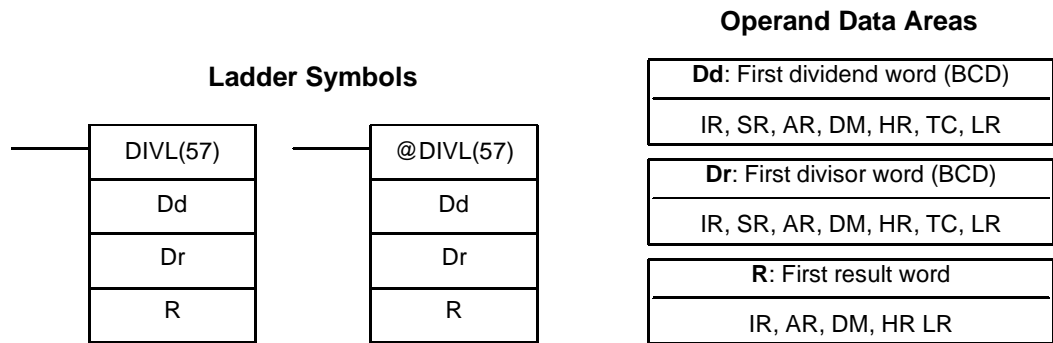 Ladder Symbols
DIVL(57)
Dd
Dr
R
@DIVL(57)
Dd
Dr
R
Operand Data Areas
Dd: First dividend word (BCD)
IR, SR, AR, DM, HR, TC, LR
Dr: First divisor word (BCD)
IR, SR, AR, DM, HR, TC, LR
R: First result word
IR, AR, DM, HR LR